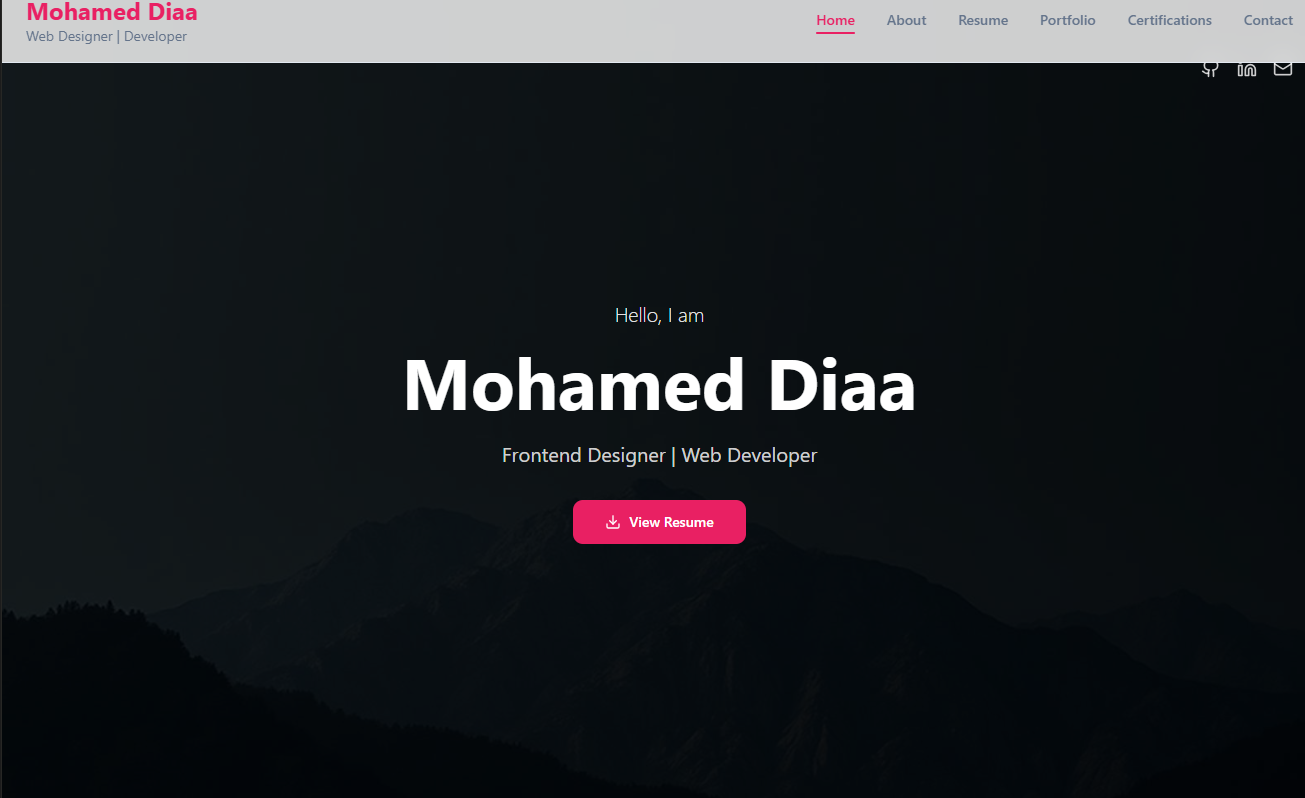 Mohamed Diaa
Web Designer | Developer
Home About Resume Portfolio Certifications Contact
Hello, I am
Mohamed Diaa
Frontend Designer | Web Developer
View Resume